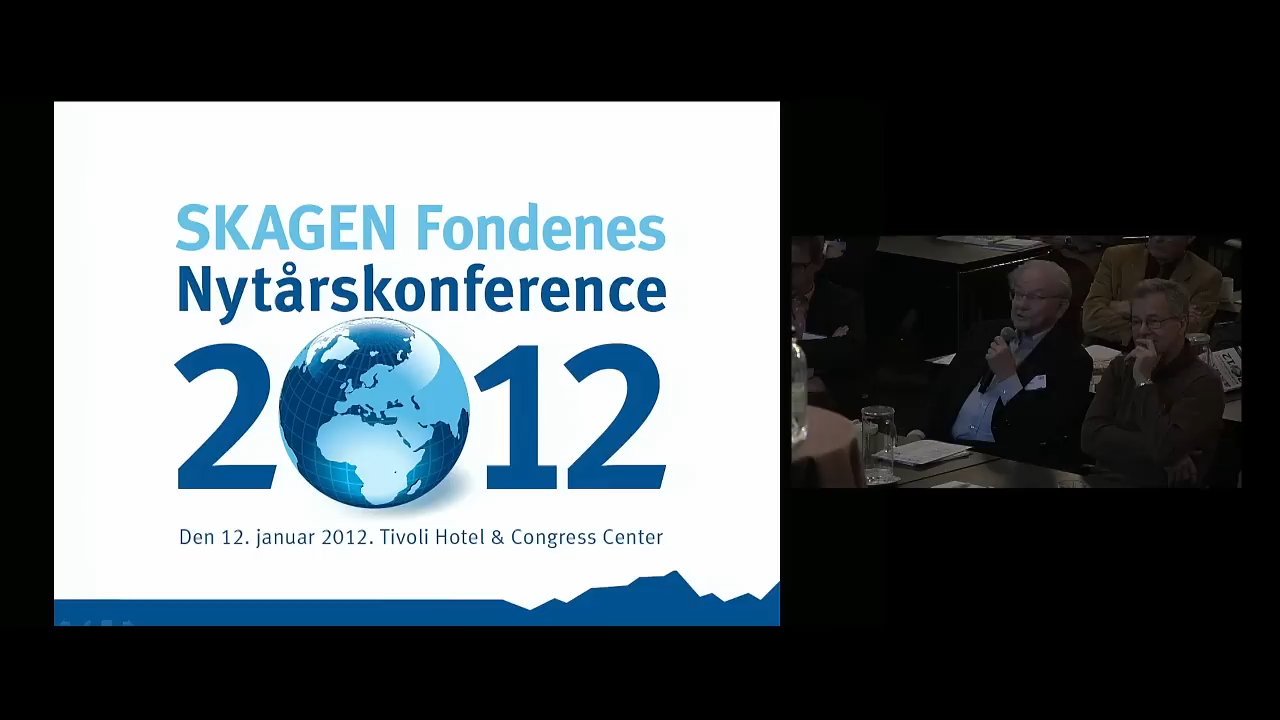 SKAGEN Fondenes
Nytårskonference
2012
Den 12. januar 2012. Tivoli Hotel & Congress Center